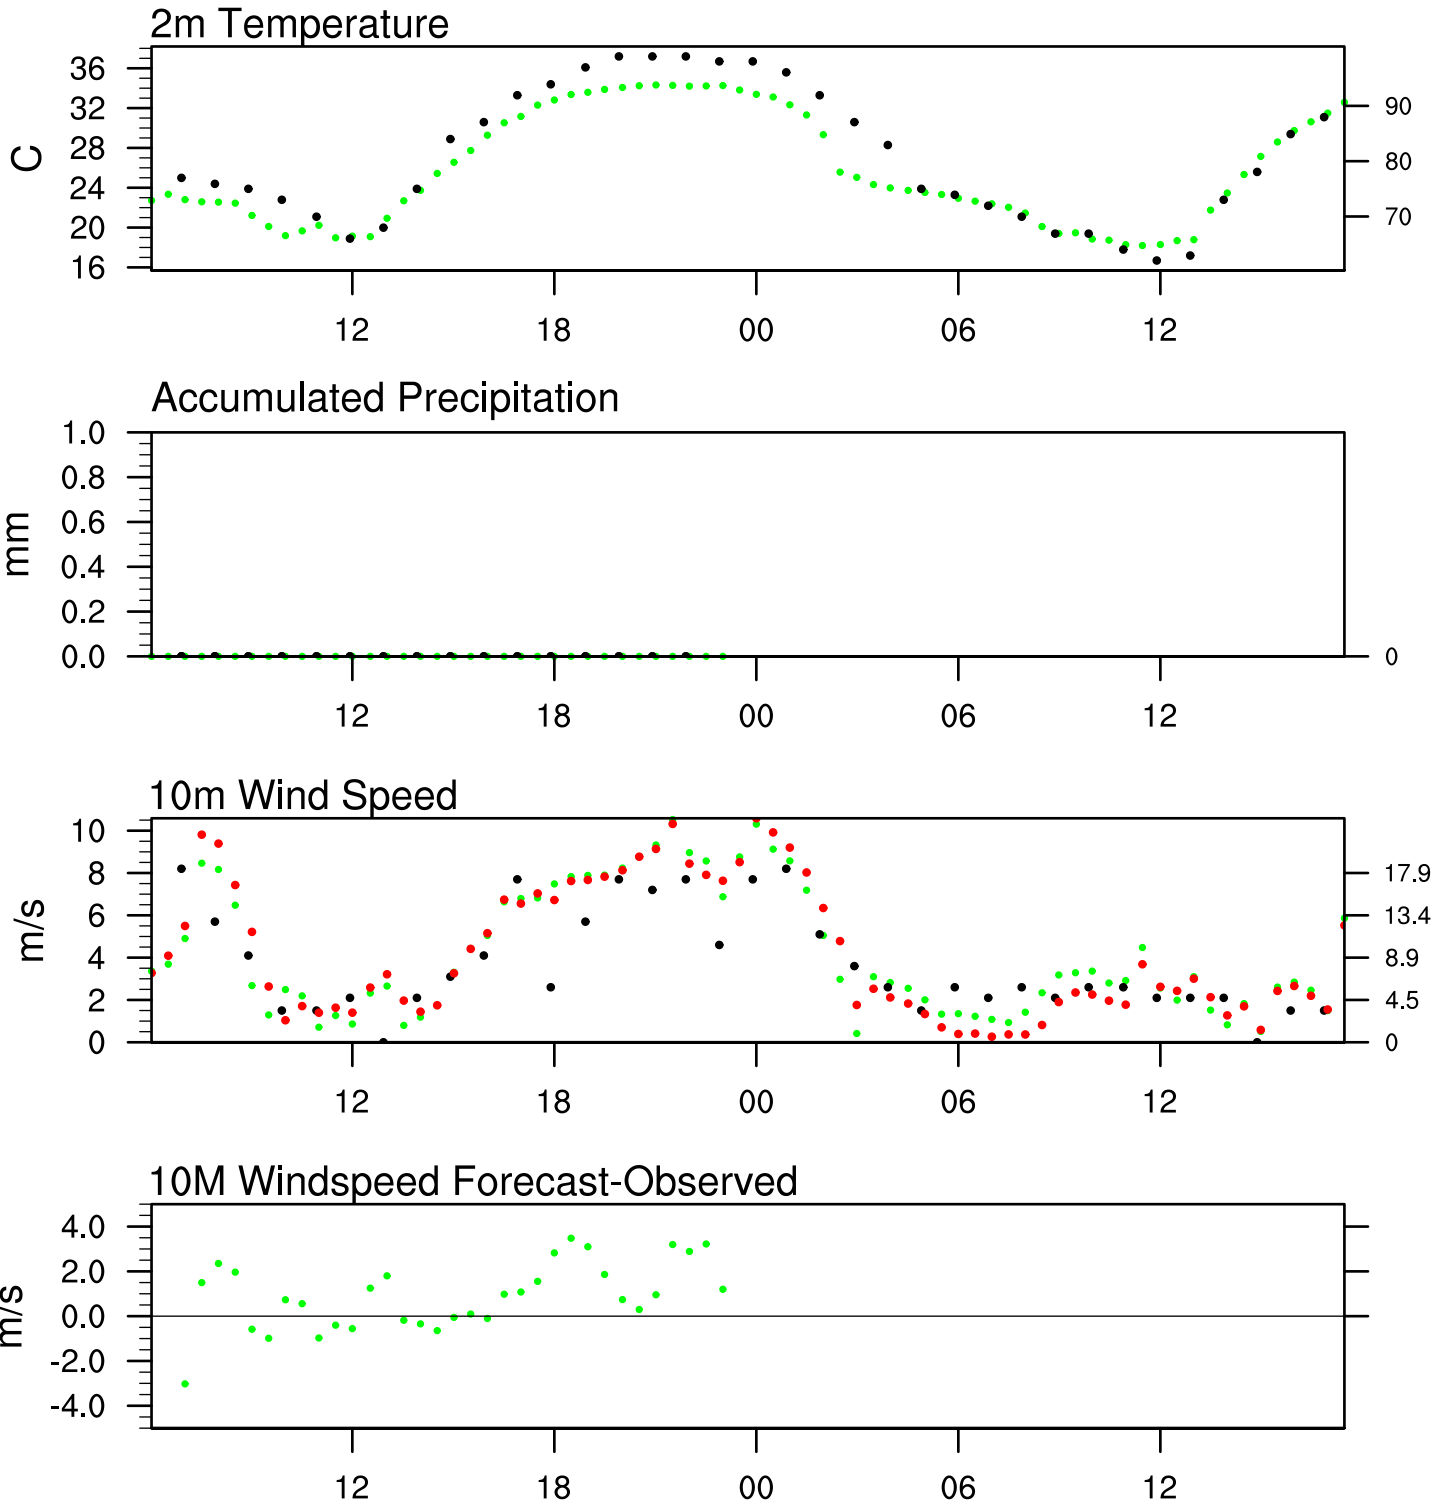 2m Temperature
36
32
28
24
20
16
C
90
80
70
12 18 00 06 12
Accumulated Precipitation
1.0
0.8
0.6
0.4
0.2
0.0
mm
0
12 18 00 06 12
10m Wind Speed
10
8
6
4
2
0
m/s
17.9
13.4
8.9
4.5
0
12 18 00 06 12
10M Windspeed Forecast-Observed
4.0
2.0
0.0
-2.0
-4.0
m/s
12 18 00 06 12